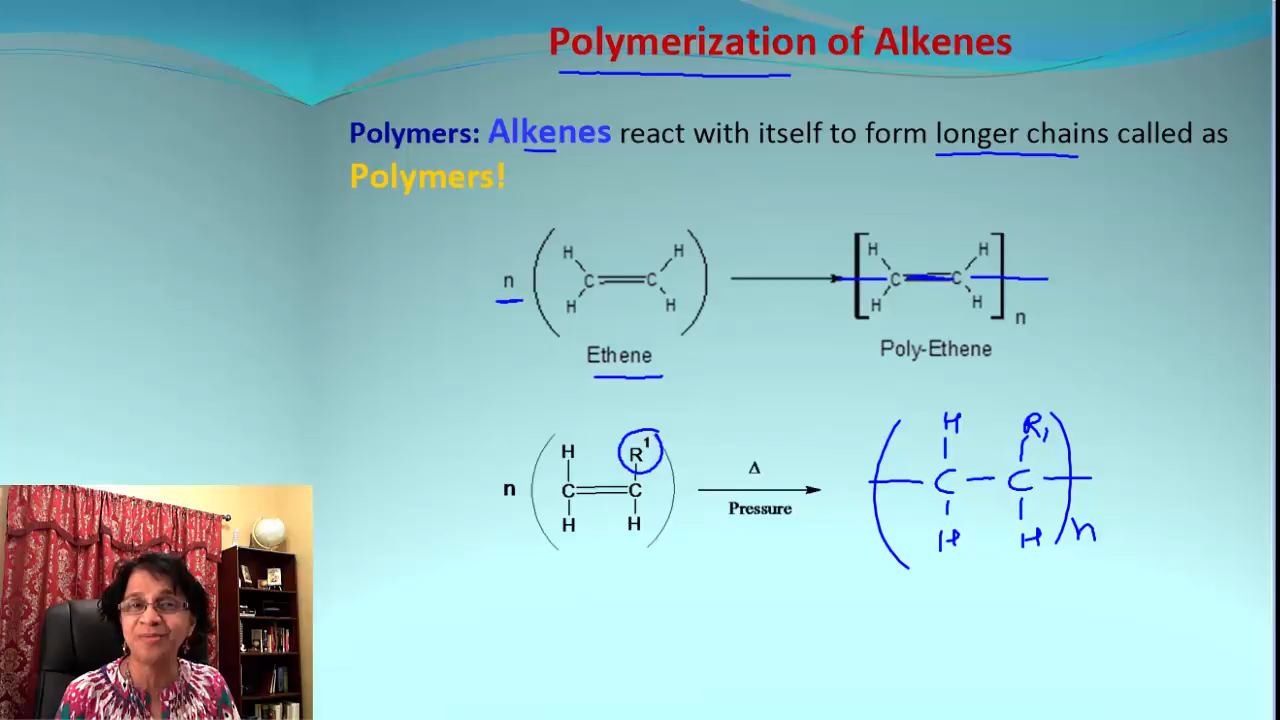 Polymerization of Alkenes
Polymers: Alkenes react with itself to form longer chains called as
Polymers!
n ( H H C = C H H ) → [ H H C = C H H ] n
Ethene
Poly-Ethene
n ( H R¹ C = C H H ) Δ Pressure → ( H R₁ C - C H H ) n